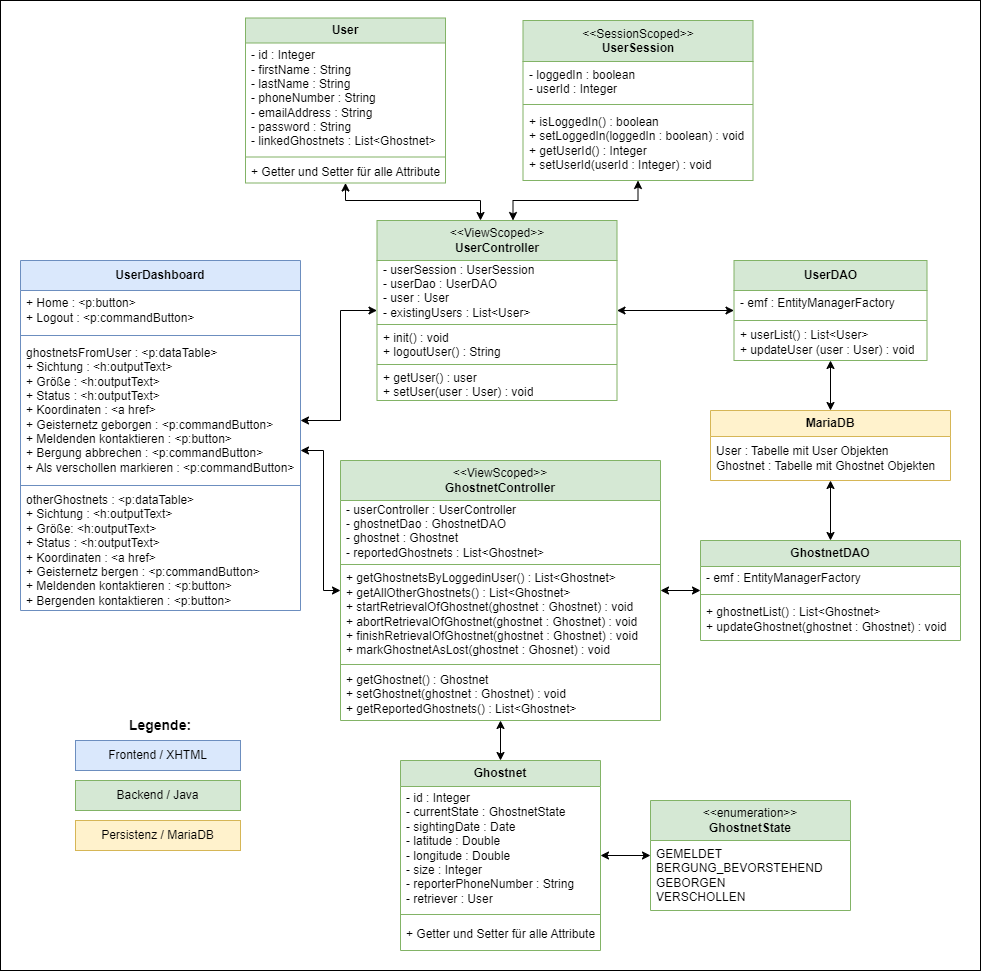 User
- id : Integer
- firstName : String
- lastName : String
- phoneNumber : String
- emailAddress : String
- password : String
- linkedGhostnets : List<Ghostnet>
+ Getter und Setter für alle Attribute
<<SessionScoped>>
UserSession
- loggedIn : boolean
- userId : Integer
+ isLoggedIn() : boolean
+ setLoggedIn(loggedIn : boolean) : void
+ getUserId() : Integer
+ setUserId(userId : Integer) : void
<<ViewScoped>>
UserController
- userSession : UserSession
- userDao : UserDAO
- user : User
- existingUsers : List<User>
+ init() : void
+ logoutUser() : String
+ getUser() : user
+ setUser(user : User) : void
UserDashboard
+ Home : <p:button>
+ Logout : <p:commandButton>
ghostnetsFromUser : <p:dataTable>
+ Sichtung : <h:outputText>
+ Größe : <h:outputText>
+ Status : <h:outputText>
+ Koordinaten : <a href>
+ Geisternetz geborgen : <p:commandButton>
+ Meldenden kontaktieren : <p:button>
+ Bergung abbrechen : <p:commandButton>
+ Als verschollen markieren : <p:commandButton>
otherGhostnets : <p:dataTable>
+ Sichtung : <h:outputText>
+ Größe: <h:outputText>
+ Status : <h:outputText>
+ Koordinaten : <a href>
+ Geisternetz bergen : <p:commandButton>
+ Meldenden kontaktieren : <p:button>
+ Bergenden kontaktieren : <p:button>
UserDAO
- emf : EntityManagerFactory
+ userList() : List<User>
+ updateUser (user : User) : void
MariaDB
User : Tabelle mit User Objekten
Ghostnet : Tabelle mit Ghostnet Objekten
<<ViewScoped>>
GhostnetController
- userController : UserController
- ghostnetDao : GhostnetDAO
- ghostnet : Ghostnet
- reportedGhostnets : List<Ghostnet>
+ getGhostnetsByLoggedinUser() : List<Ghostnet>
+ getAllOtherGhostnets() : List<Ghostnet>
+ startRetrievalOfGhostnet(ghostnet : Ghostnet) : void
+ abortRetrievalOfGhostnet(ghostnet : Ghostnet) : void
+ finishRetrievalOfGhostnet(ghostnet : Ghostnet) : void
+ markGhostnetAsLost(ghostnet : Ghosnet) : void
+ getGhostnet() : Ghostnet
+ setGhostnet(ghostnet : Ghostnet) : void
+ getReportedGhostnets() : List<Ghostnet>
GhostnetDAO
- emf : EntityManagerFactory
+ ghostnetList() : List<Ghostnet>
+ updateGhostnet(ghostnet : Ghostnet) : void
Legende:
Frontend / XHTML
Backend / Java
Persistenz / MariaDB
Ghostnet
- id : Integer
- currentState : GhostnetState
- sightingDate : Date
- latitude : Double
- longitude : Double
- size : Integer
- reporterPhoneNumber : String
- retriever : User
+ Getter und Setter für alle Attribute
<<enumeration>>
GhostnetState
GEMELDET
BERGUNG_BEVORSTEHEND
GEBORGEN
VERSCHOLLEN